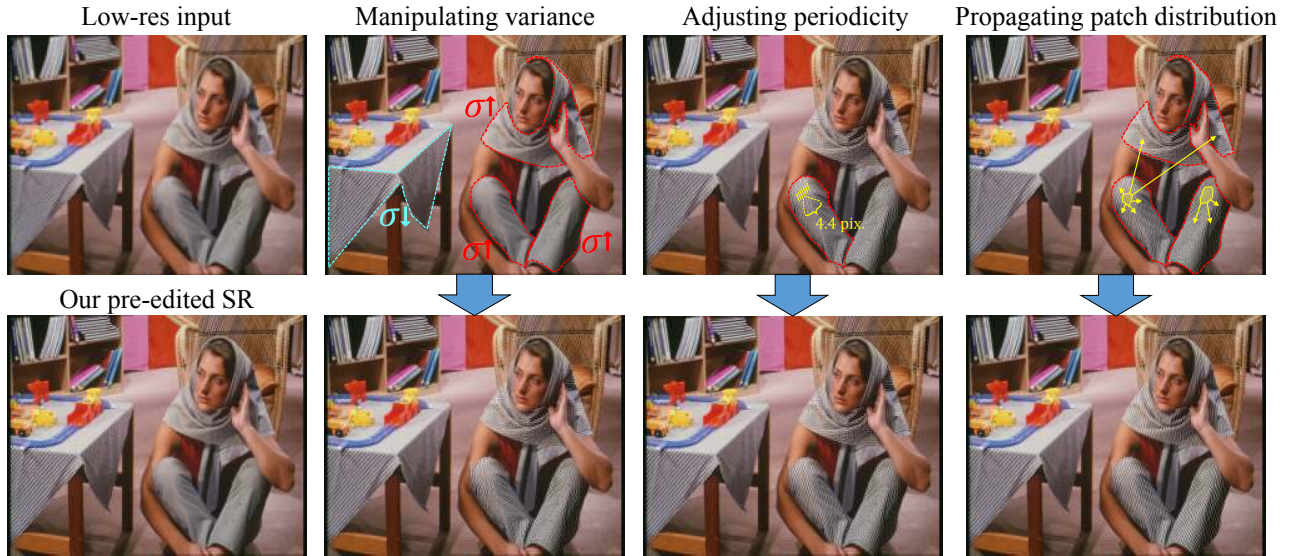 Low-res input
Manipulating variance
Adjusting periodicity
Propagating patch distribution
σ↑
σ↓
σ↑
σ↑
4.4 pix.
Our pre-edited SR